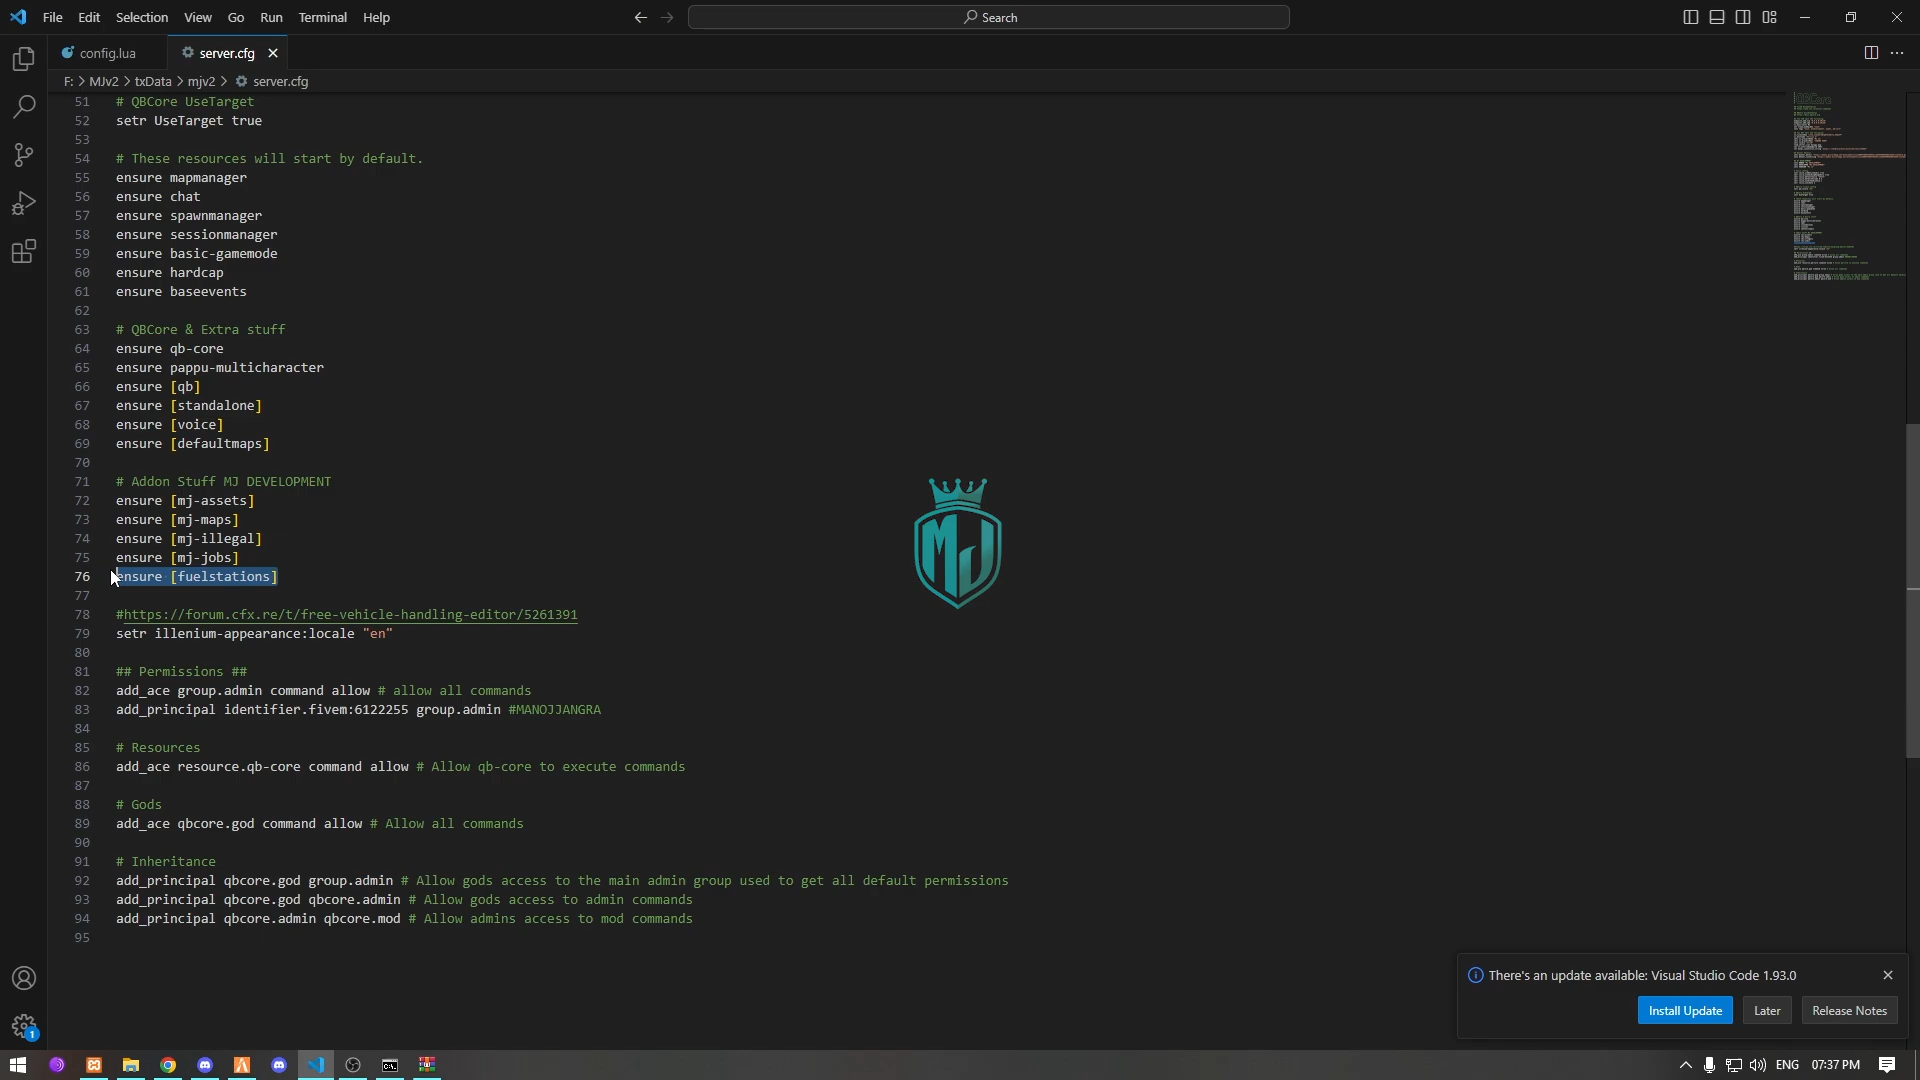 File Edit Selection View Go Run Terminal Help
Search
config.lua
server.cfg
F: > MJv2 > txData > mjv2 > server.cfg
51 # QBCore UseTarget
52 setr UseTarget true
53
54 # These resources will start by default.
55 ensure mapmanager
56 ensure chat
57 ensure spawnmanager
58 ensure sessionmanager
59 ensure basic-gamemode
60 ensure hardcap
61 ensure baseevents
62
63 # QBCore & Extra stuff
64 ensure qb-core
65 ensure pappu-multicharacter
66 ensure [qb]
67 ensure [standalone]
68 ensure [voice]
69 ensure [defaultmaps]
70
71 # Addon Stuff MJ DEVELOPMENT
72 ensure [mj-assets]
73 ensure [mj-maps]
74 ensure [mj-illegal]
75 ensure [mj-jobs]
76 ensure [fuelstations]
77
78 #https://forum.cfx.re/t/free-vehicle-handling-editor/5261391
79 setr illenium-appearance:locale "en"
80
81 ## Permissions ##
82 add_ace group.admin command allow # allow all commands
83 add_principal identifier.fivem:6122255 group.admin #MANOJJANGRA
84
85 # Resources
86 add_ace resource.qb-core command allow # Allow qb-core to execute commands
87
88 # Gods
89 add_ace qbcore.god command allow # Allow all commands
90
91 # Inheritance
92 add_principal qbcore.god group.admin # Allow gods access to the main admin group used to get all default permissions
93 add_principal qbcore.god qbcore.admin # Allow gods access to admin commands
94 add_principal qbcore.admin qbcore.mod # Allow admins access to mod commands
95
MJ
There's an update available: Visual Studio Code 1.93.0
Install Update Later Release Notes
1
ENG 07:37 PM